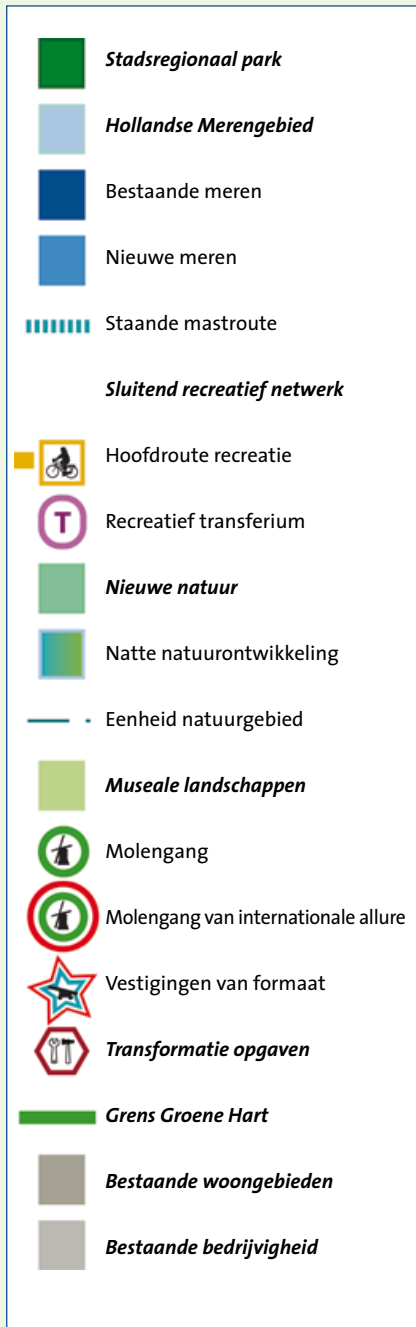 Stadsregionaal park
Hollandse Merengebied
Bestaande meren
Nieuwe meren
Staande mastroute
Sluitend recreatief netwerk
Hoofdroute recreatie
T Recreatief transferium
Nieuwe natuur
Natte natuurontwikkeling
Eenheid natuurgebied
Museale landschappen
Molengang
Molengang van internationale allure
Vestigingen van formaat
Transformatie opgaven
Grens Groene Hart
Bestaande woongebieden
Bestaande bedrijvigheid